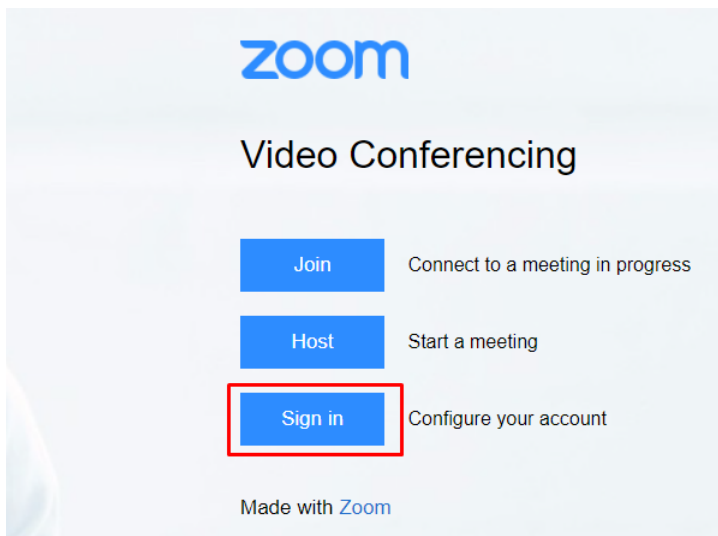 zoom
Video Conferencing
Join Connect to a meeting in progress
Host Start a meeting
Sign in Configure your account
Made with Zoom